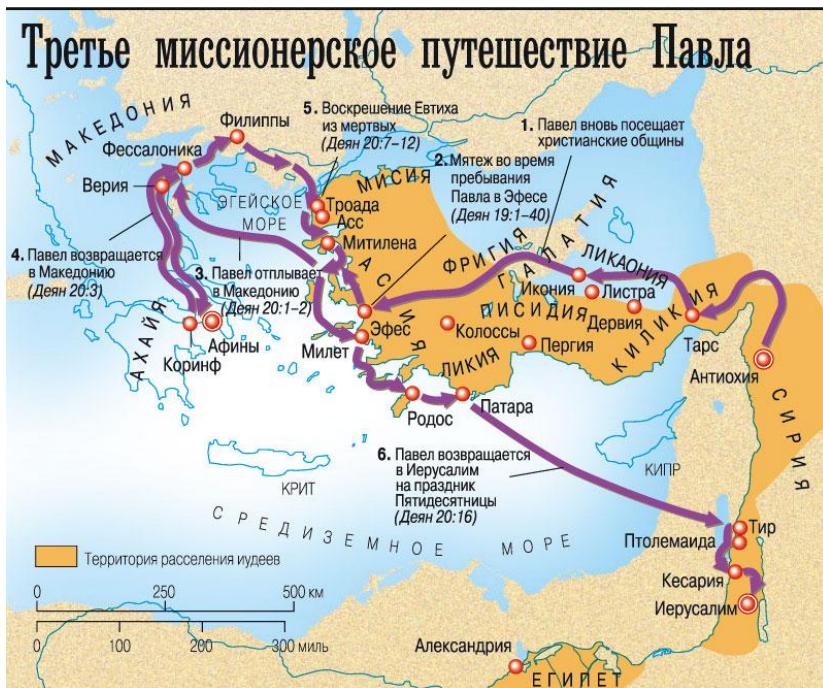 Третье миссионерское путешествие Павла
МАКЕДОНИЯ
Филиппы
Фессалоника
Верия
5. Воскрешение Евтиха
из мертвых
(Деян 20:7–12)
1. Павел вновь посещает
христианские общины
2. Мятеж во время
пребывания
Павла в Эфесе
(Деян 19:1–40)
МИСИЯ
ЭГЕЙСКОЕ
МОРЕ
Троада
Асс
Митилена
4. Павел возвращается
в Македонию
(Деян 20:3)
3. Павел отплывает
в Македонию
(Деян 20:1–2)
АСИЯ
ФРИГИЯ
ГАЛАТИЯ
ЛИКАОНИЯ
Икония
Листра
Дервия
ПИСИДИЯ
КИЛИКИЯ
АХАЙЯ
Афины
Коринф
Эфес
Милет
Колоссы
Пергия
ЛИКИЯ
Тарс
Антиохия
СИРИЯ
Родос
Патара
6. Павел возвращается
в Иерусалим
на праздник
Пятидесятницы
(Деян 20:16)
КРИТ
КИПР
СРЕДИЗЕМНОЕ МОРЕ
Тир
Птолемаида
Кесария
Иерусалим
Территория расселения иудеев
0 250 500 км
0 100 200 300 миль
Александрия
ЕГИПЕТ